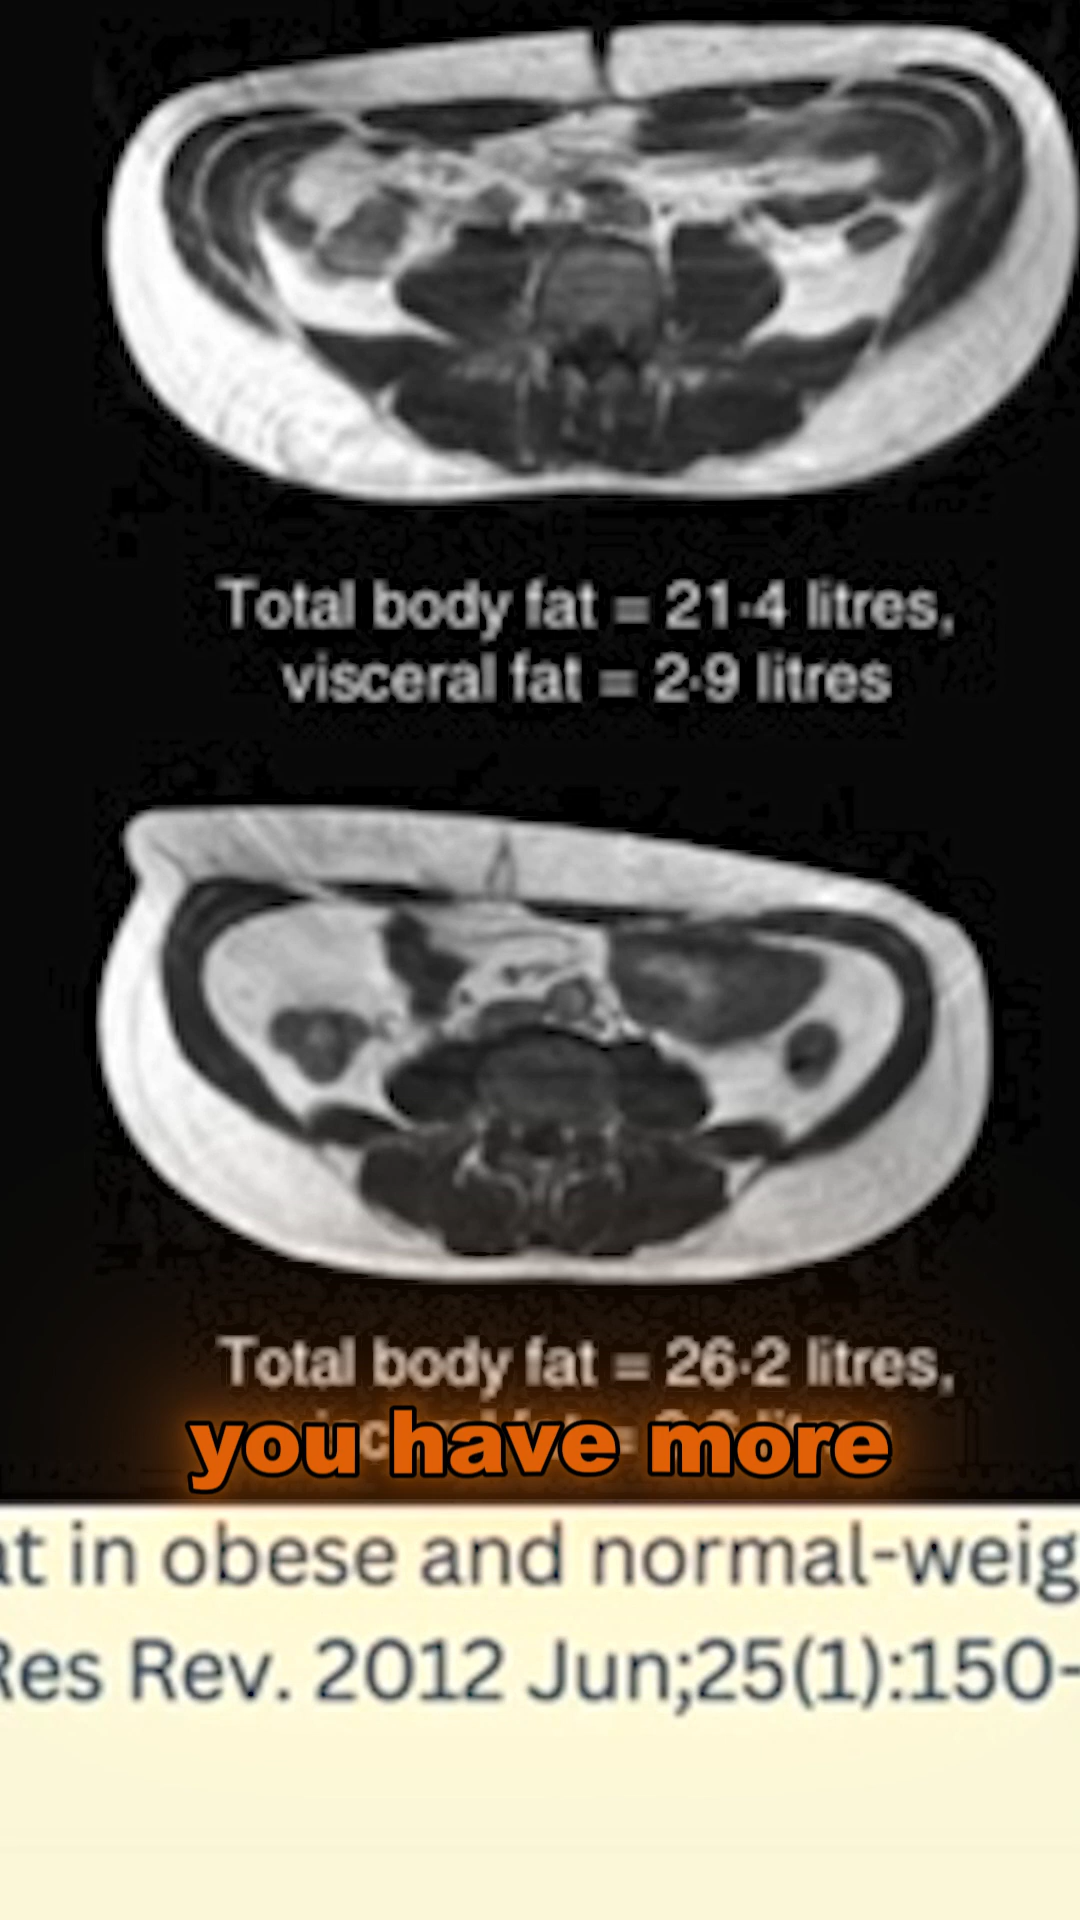 Total body fat = 21·4 litres,
visceral fat = 2·9 litres
Total body fat = 26·2 litres,
you have more
at in obese and normal-weig
Res Rev. 2012 Jun;25(1):150-